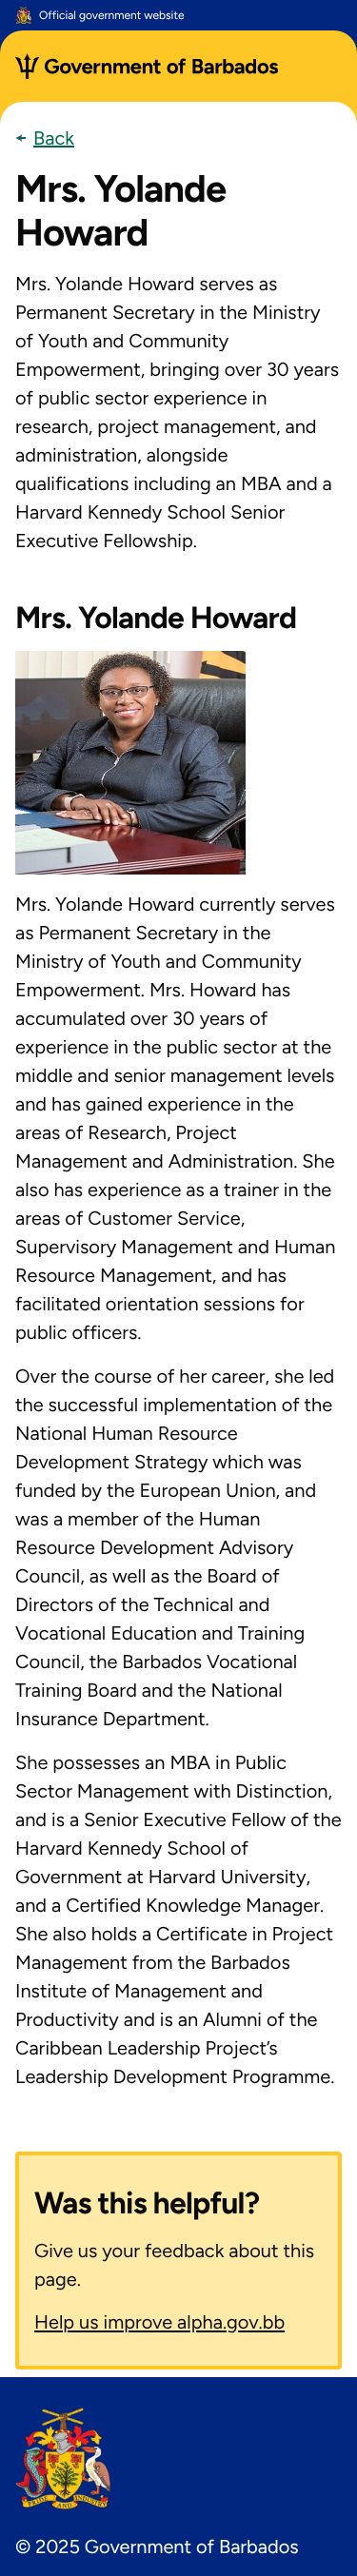 Official government website
Government of Barbados
Back
Mrs. Yolande
Howard
Mrs. Yolande Howard serves as
Permanent Secretary in the Ministry
of Youth and Community
Empowerment, bringing over 30 years
of public sector experience in
research, project management, and
administration, alongside
qualifications including an MBA and a
Harvard Kennedy School Senior
Executive Fellowship.
Mrs. Yolande Howard
Mrs. Yolande Howard currently serves
as Permanent Secretary in the
Ministry of Youth and Community
Empowerment. Mrs. Howard has
accumulated over 30 years of
experience in the public sector at the
middle and senior management levels
and has gained experience in the
areas of Research, Project
Management and Administration. She
also has experience as a trainer in the
areas of Customer Service,
Supervisory Management and Human
Resource Management, and has
facilitated orientation sessions for
public officers.
Over the course of her career, she led
the successful implementation of the
National Human Resource
Development Strategy which was
funded by the European Union, and
was a member of the Human
Resource Development Advisory
Council, as well as the Board of
Directors of the Technical and
Vocational Education and Training
Council, the Barbados Vocational
Training Board and the National
Insurance Department.
She possesses an MBA in Public
Sector Management with Distinction,
and is a Senior Executive Fellow of the
Harvard Kennedy School of
Government at Harvard University,
and a Certified Knowledge Manager.
She also holds a Certificate in Project
Management from the Barbados
Institute of Management and
Productivity and is an Alumni of the
Caribbean Leadership Project’s
Leadership Development Programme.
Was this helpful?
Give us your feedback about this
page.
Help us improve alpha.gov.bb
PRIDE AND INDUSTRY
© 2025 Government of Barbados